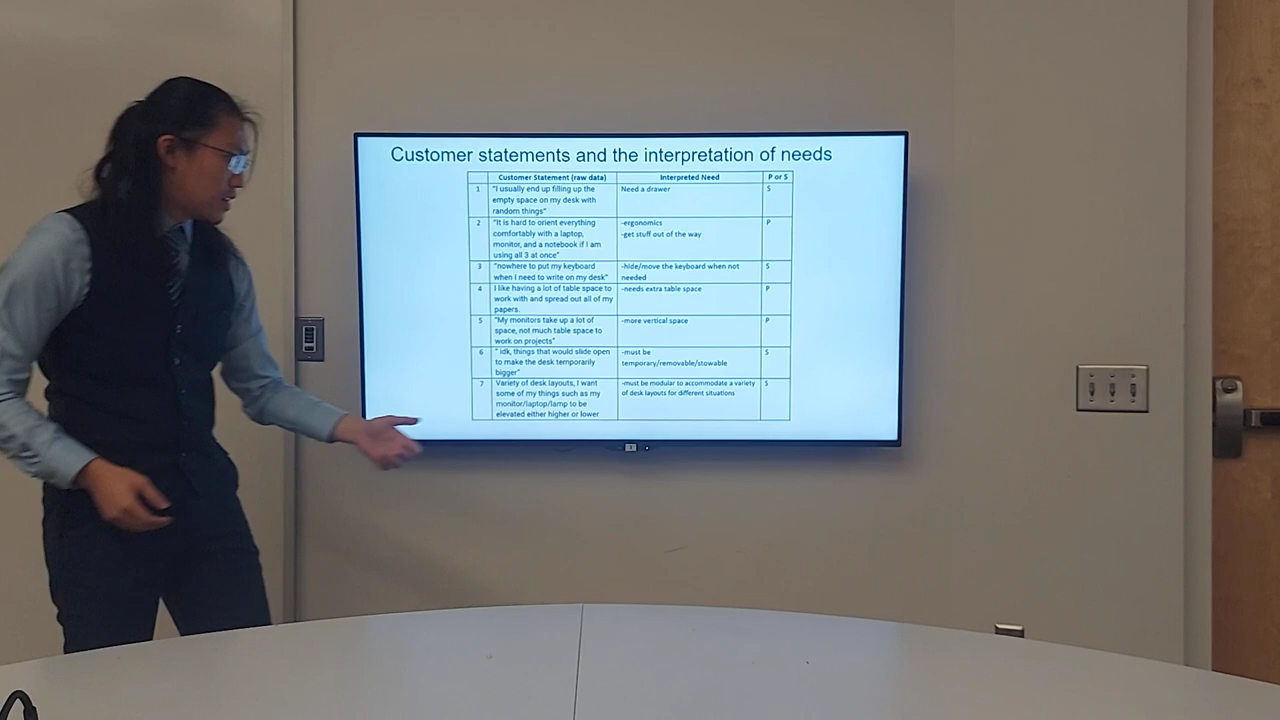 Customer statements and the interpretation of needs
Customer Statement (raw data) Interpreted Need P or S
1 "I usually end up filling up the Need a drawer S
empty space on my desk with
random things"
2 "It is hard to orient everything -ergonomics P
comfortably with a laptop, -get stuff out of the way
monitor, and a notebook if I am
using all 3 at once"
3 "nowhere to put my keyboard -hide/move the keyboard when not S
when I need to write on my desk" needed
4 I like having a lot of table space to -needs extra table space P
work with and spread out all of my
papers.
5 "My monitors take up a lot of -more vertical space P
space, not much table space to
work on projects"
6 " idk, things that would slide open -must be S
to make the desk temporarily temporary/removable/stowable
bigger"
7 Variety of desk layouts, I want -must be modular to accommodate a variety S
some of my things such as my of desk layouts for different situations
monitor/laptop/lamp to be
elevated either higher or lower